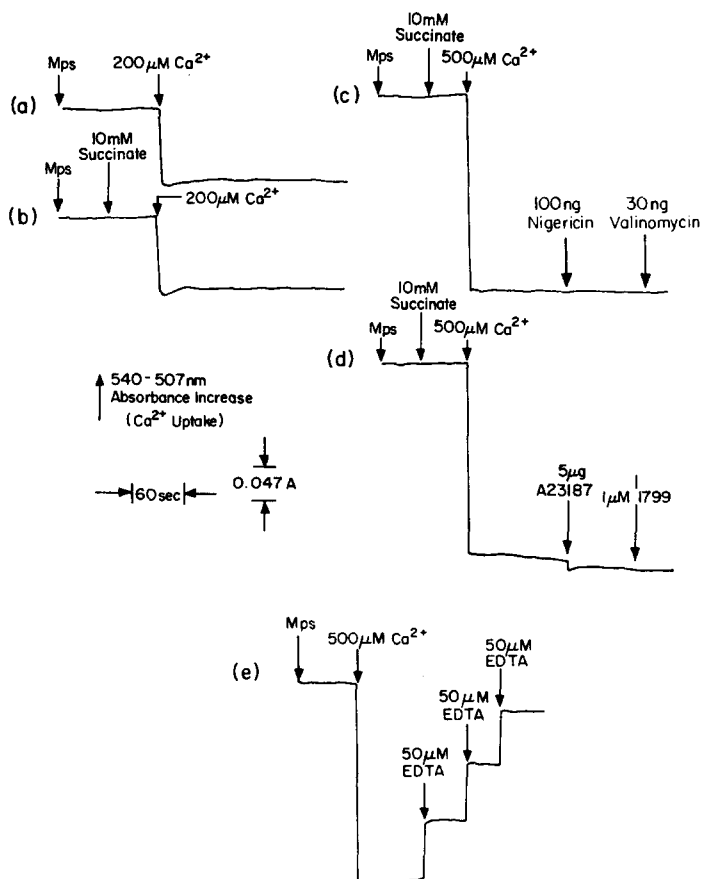 (a)
Mps
200μM Ca²⁺
(b)
Mps
10mM
Succinate
200μM Ca²⁺
(c)
Mps
10mM
Succinate
500μM Ca²⁺
100ng
Nigericin
30ng
Valinomycin
(d)
Mps
10mM
Succinate
500μM Ca²⁺
5μg
A23187
1μM 1799
540-507nm
Absorbance Increase
(Ca²⁺ Uptake)
60sec
0.047A
(e)
Mps
500μM Ca²⁺
50μM
EDTA
50μM
EDTA
50μM
EDTA